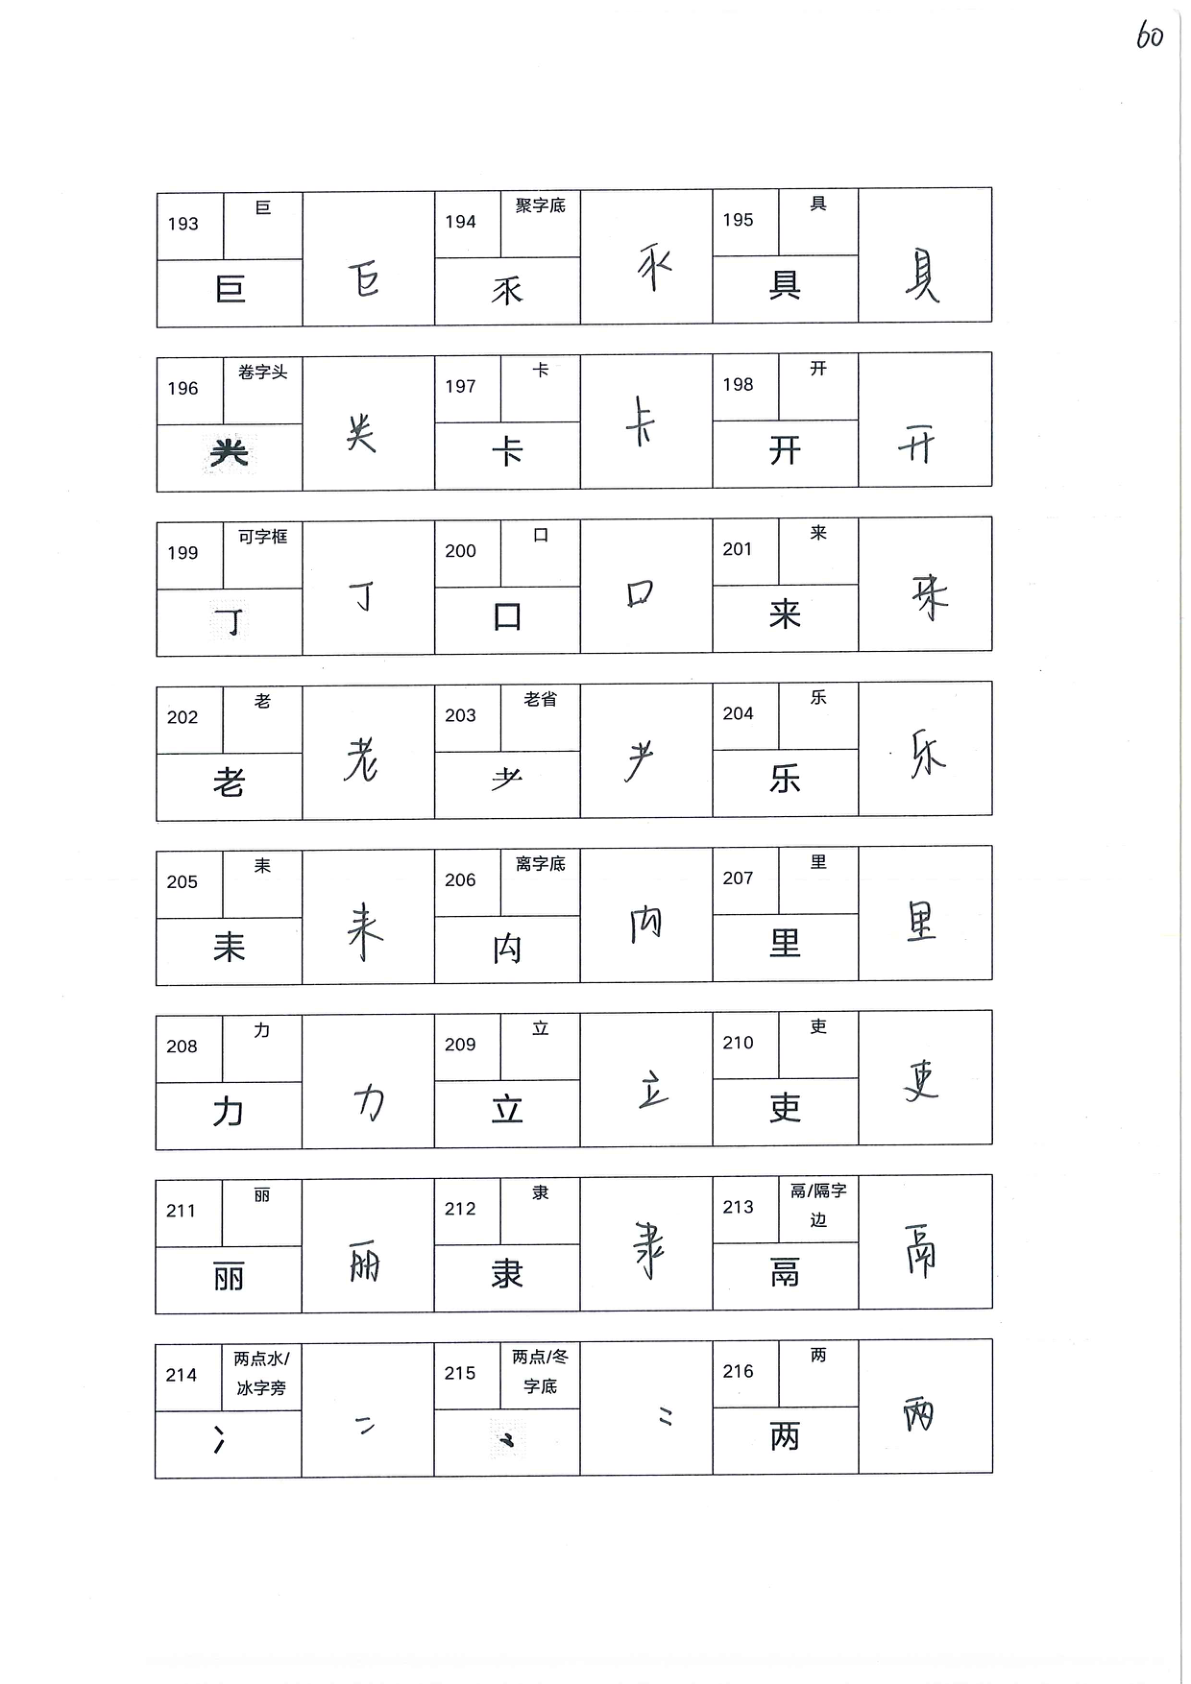 60
193 巨 巨 巨
194 聚字底 乑 乑
195 具 具 具
196 卷字头 龹 龹
197 卡 卡 卡
198 开 开 开
199 可字框 丁 丁
200 口 口 口
201 来 来 来
202 老 老 老
203 老省 耂 耂
204 乐 乐 乐
205 耒 耒 耒
206 离字底 禸 禸
207 里 里 里
208 力 力 力
209 立 立 立
210 吏 吏 吏
211 丽 丽 丽
212 隶 隶 隶
213 鬲/隔字
边 鬲 鬲
214 两点水/
冰字旁 冫 二
215 两点/冬
字底 ⺀ ⺀
216 两 两 两